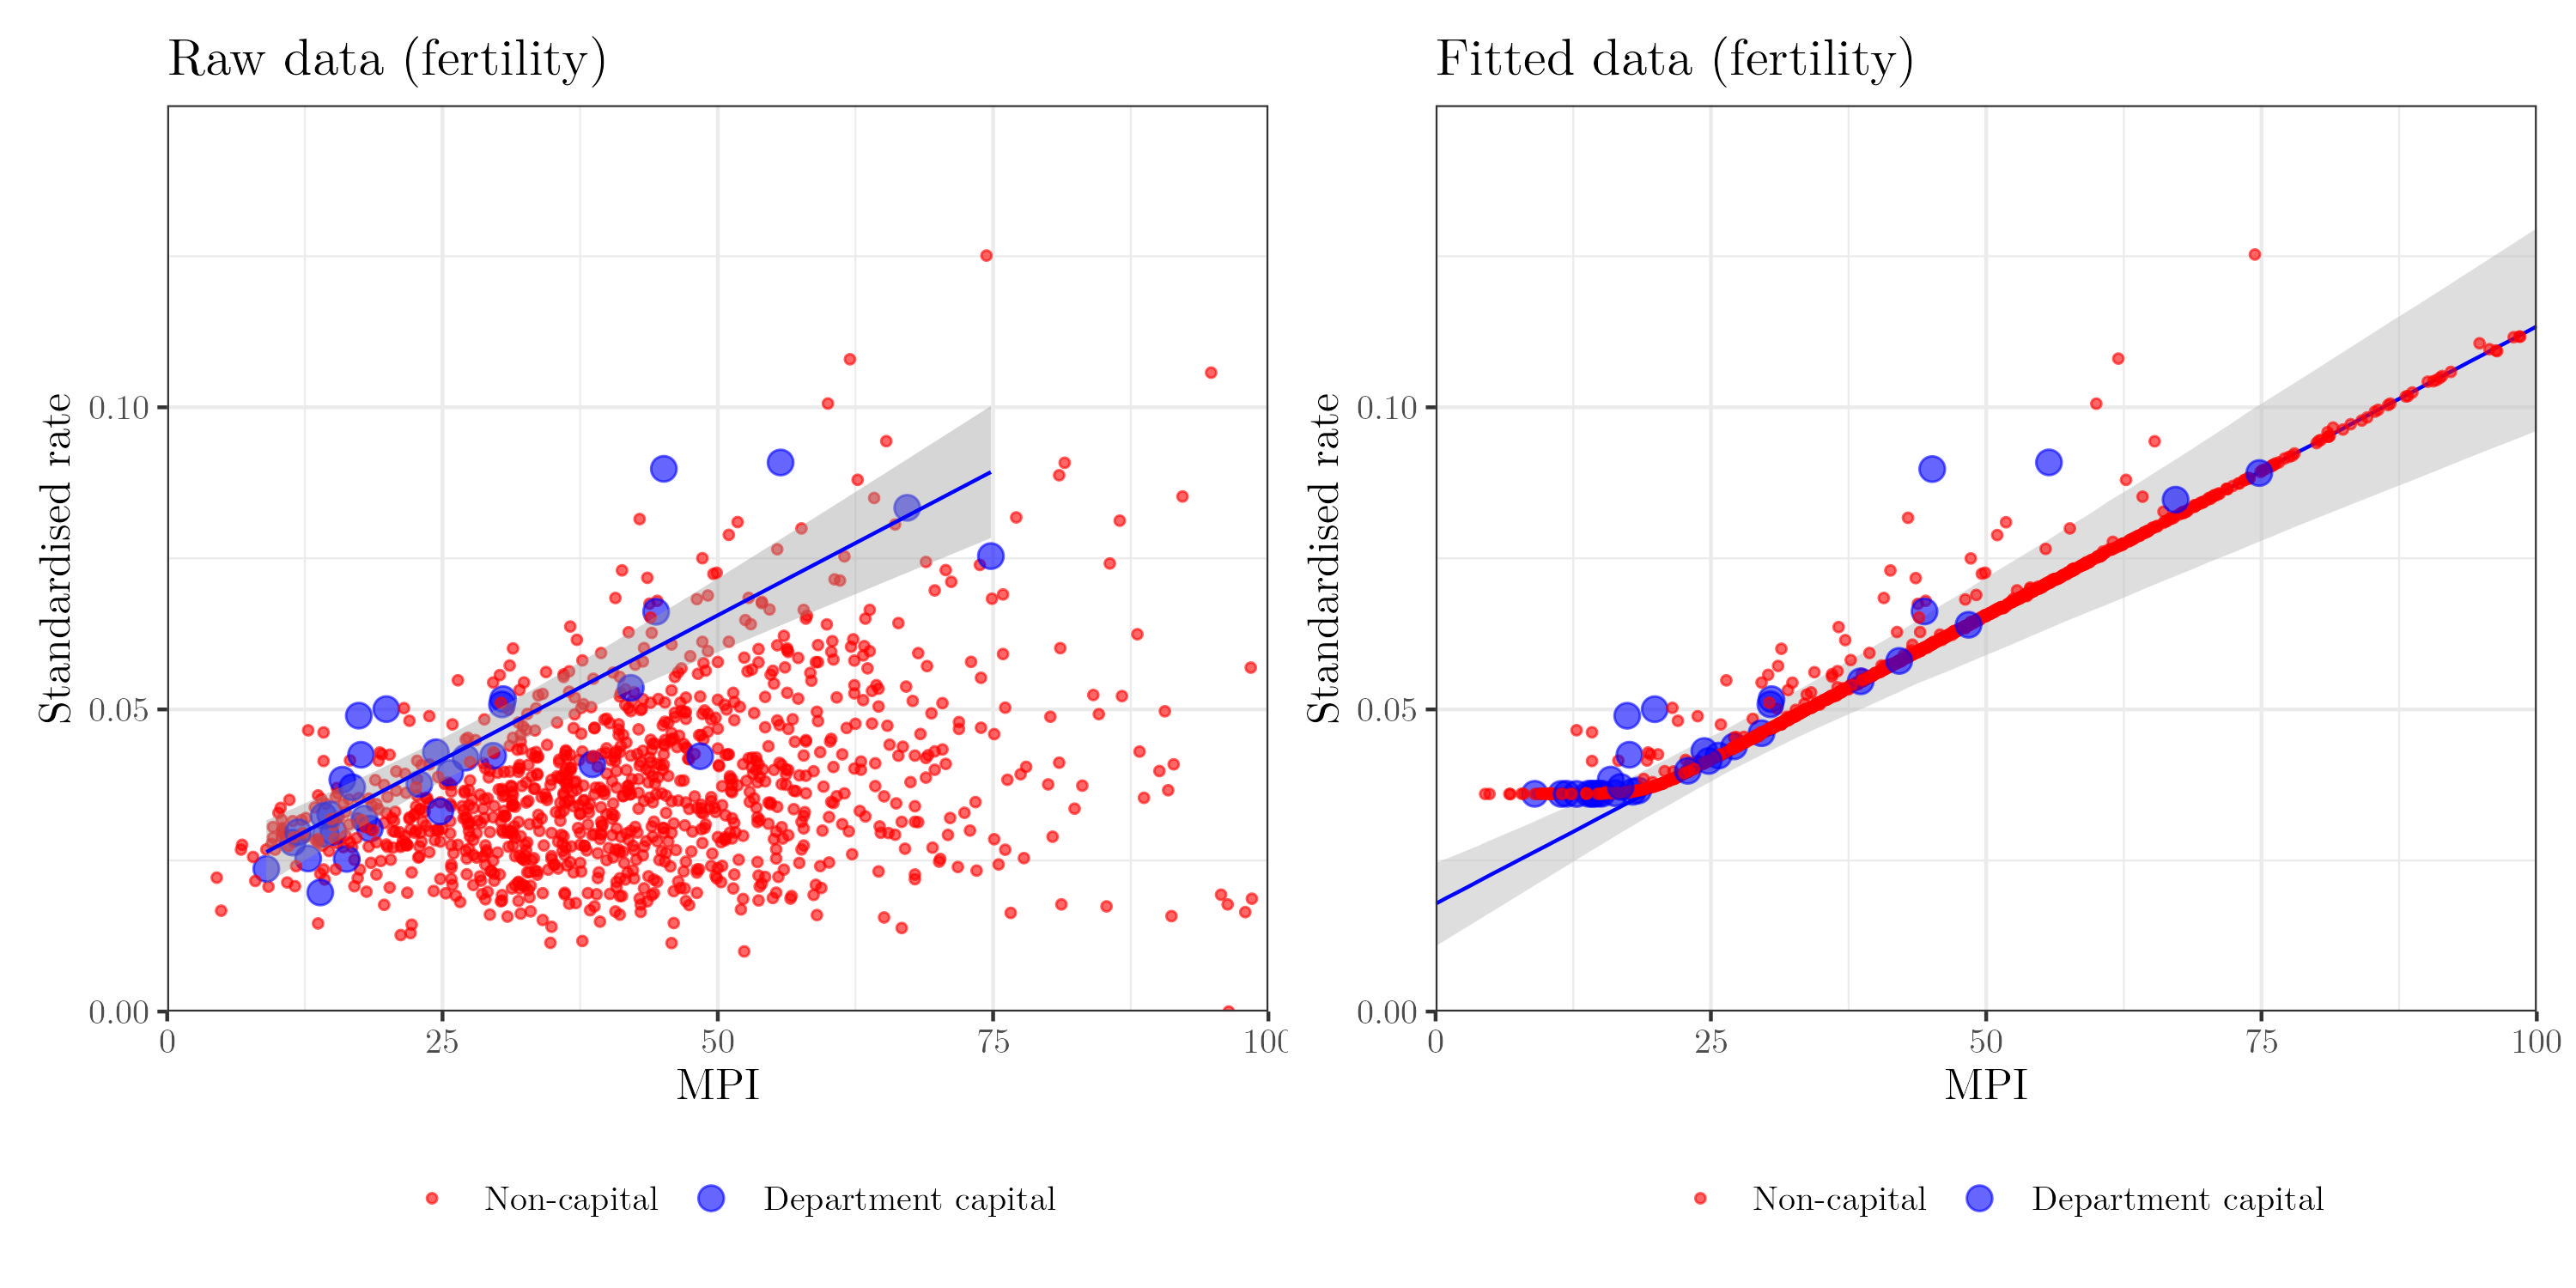 Raw data (fertility)
Standardised rate
0.10
0.05
0.00
0 25 50 75 100
MPI
Non-capital Department capital
Fitted data (fertility)
Standardised rate
0.10
0.05
0.00
0 25 50 75 100
MPI
Non-capital Department capital